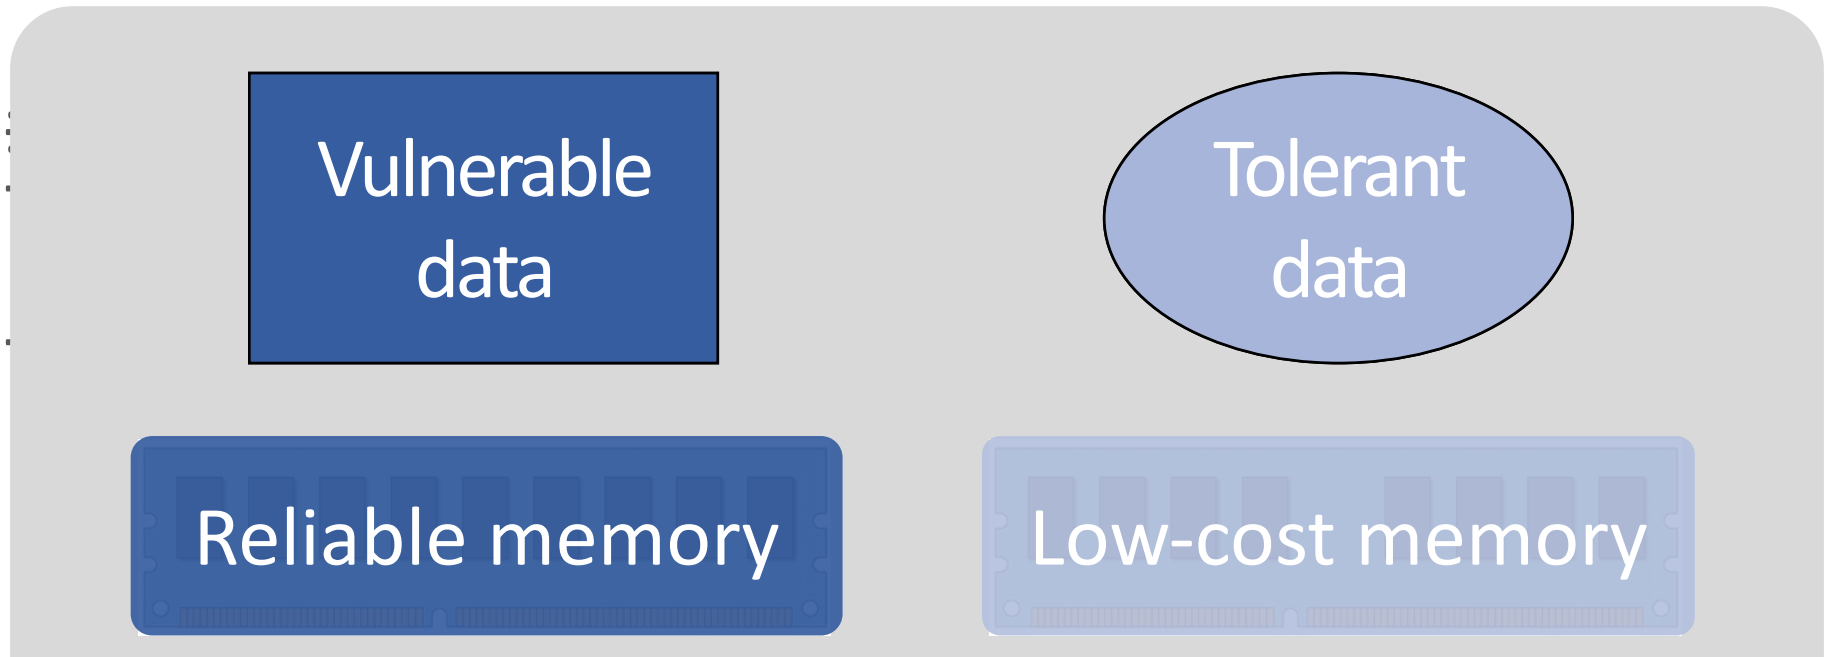 Vulnerable
data
Tolerant
data
Reliable memory
Low-cost memory